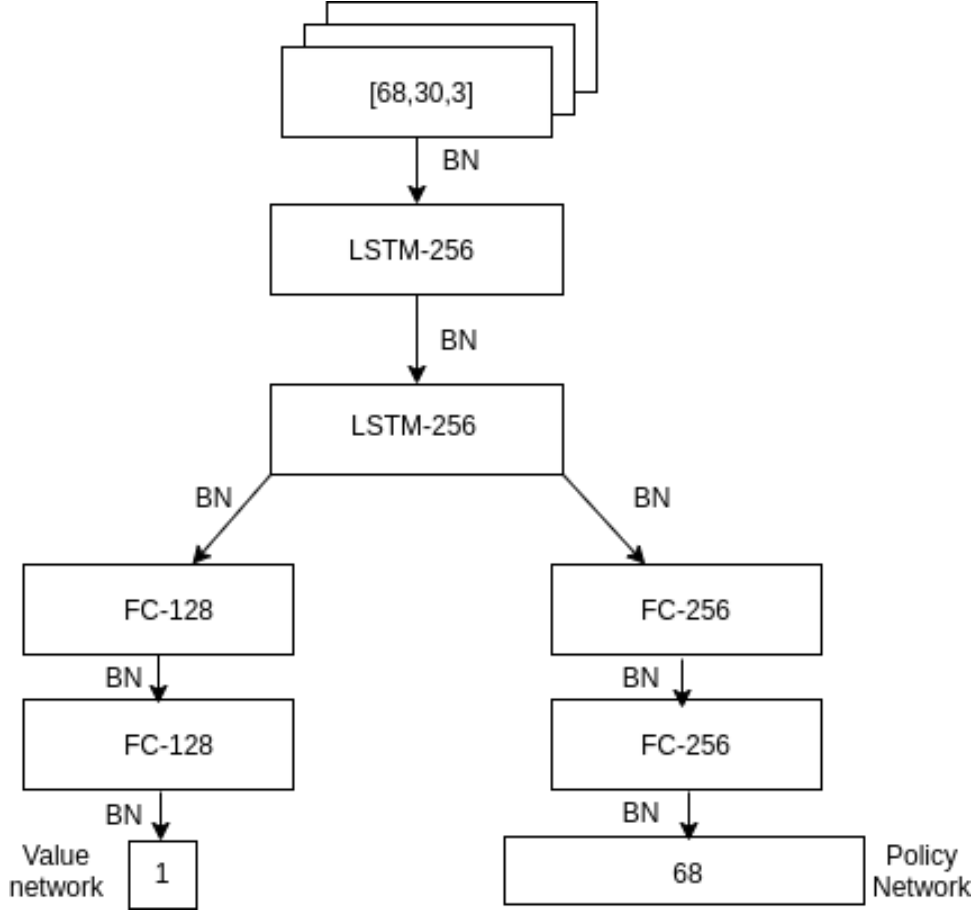 [68,30,3]
BN
LSTM-256
BN
LSTM-256
BN
BN
FC-128
FC-256
BN
BN
FC-128
FC-256
BN
BN
Value
network
1
68
Policy
Network